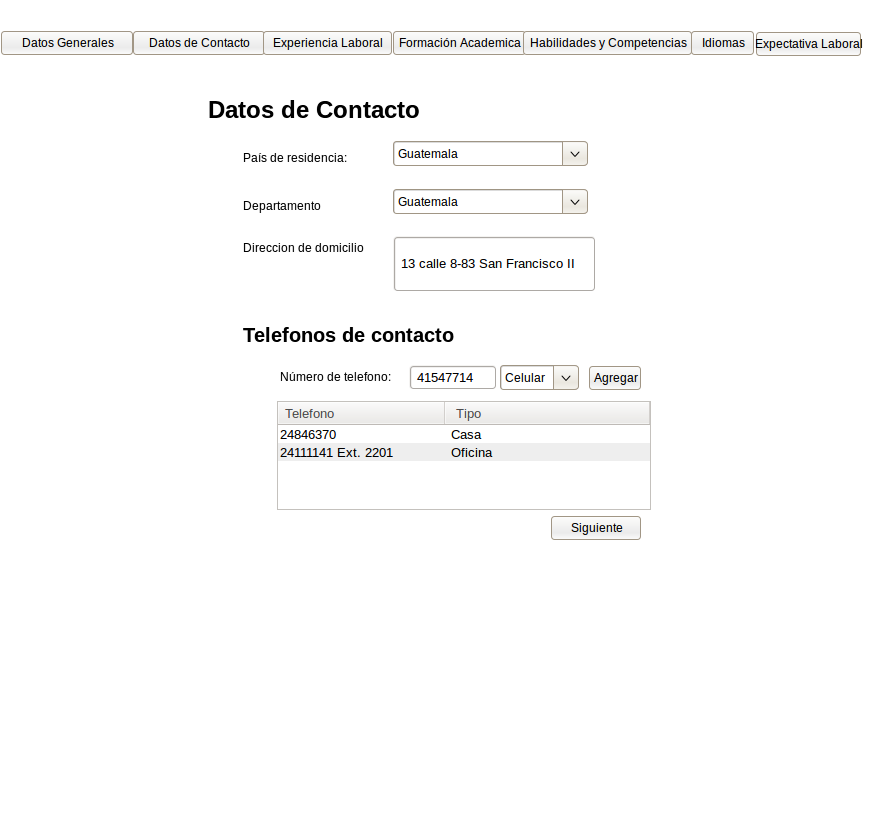 Datos Generales Datos de Contacto Experiencia Laboral Formación Academica Habilidades y Competencias Idiomas Expectativa Laboral
Datos de Contacto
País de residencia: Guatemala
Departamento Guatemala
Direccion de domicilio 13 calle 8-83 San Francisco II
Telefonos de contacto
Número de telefono: 41547714 Celular Agregar
Telefono Tipo
24846370 Casa
24111141 Ext. 2201 Oficina
Siguiente